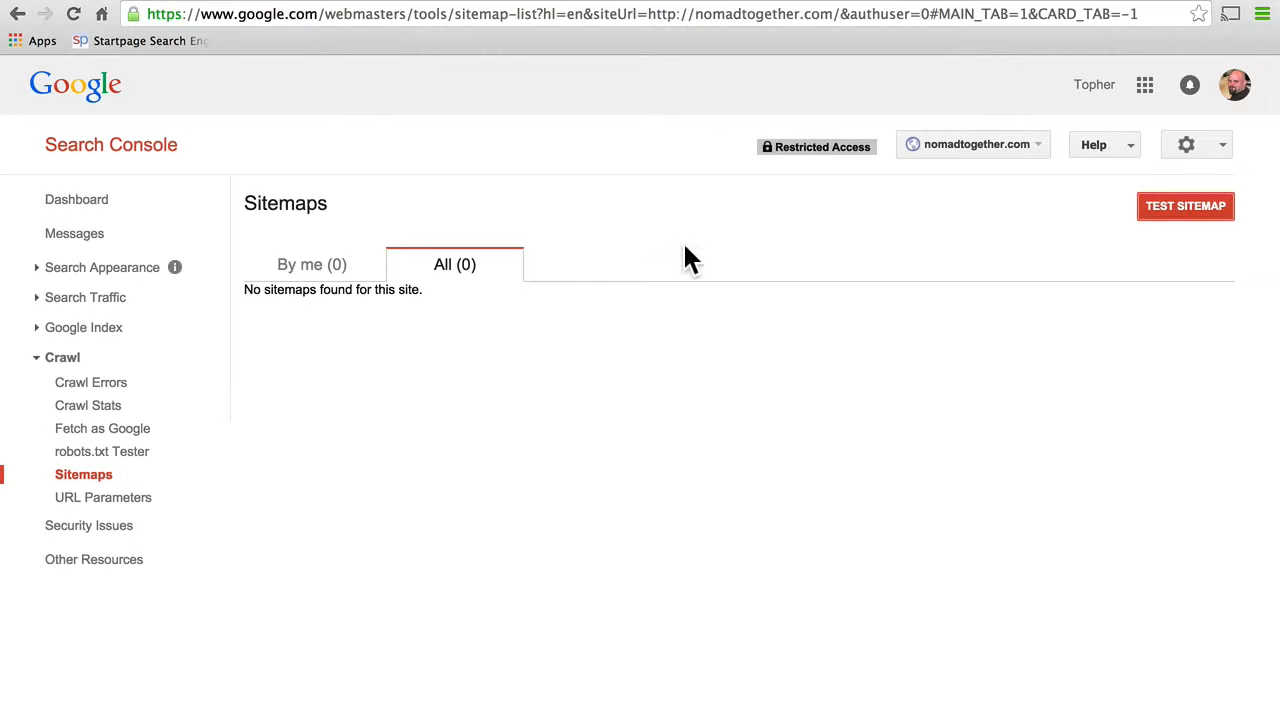 https://www.google.com/webmasters/tools/sitemap-list?hl=en&siteUrl=http://nomadtogether.com/&authuser=0#MAIN_TAB=1&CARD_TAB=-1
Apps
SP Startpage Search Eng
Google
Topher
Search Console
Restricted Access
nomadtogether.com
Help
Dashboard
Messages
Search Appearance
Search Traffic
Google Index
Crawl
Crawl Errors
Crawl Stats
Fetch as Google
robots.txt Tester
Sitemaps
URL Parameters
Security Issues
Other Resources
Sitemaps
TEST SITEMAP
By me (0)
All (0)
No sitemaps found for this site.